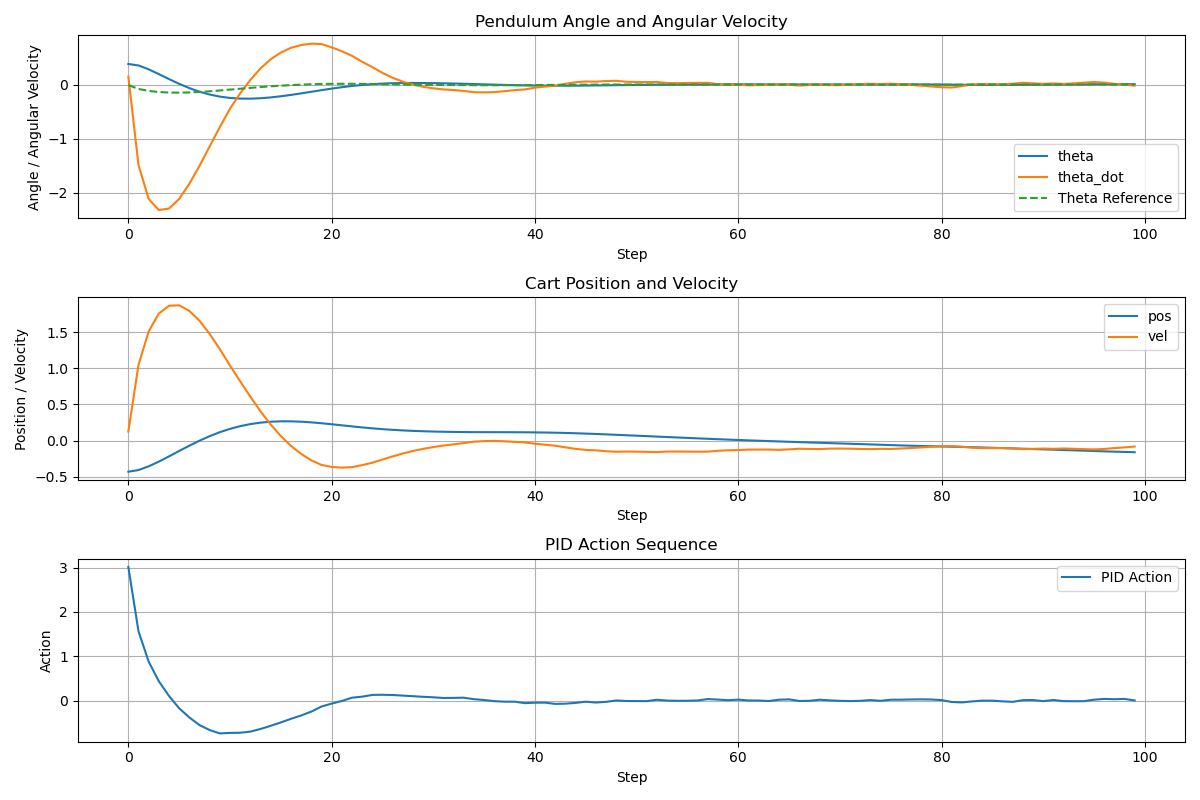 Pendulum Angle and Angular Velocity
Angle / Angular Velocity
0
−1
−2
theta
theta_dot
Theta Reference
0 20 40 60 80 100
Step
Cart Position and Velocity
Position / Velocity
1.5
1.0
0.5
0.0
−0.5
pos
vel
0 20 40 60 80 100
Step
PID Action Sequence
Action
3
2
1
0
PID Action
0 20 40 60 80 100
Step